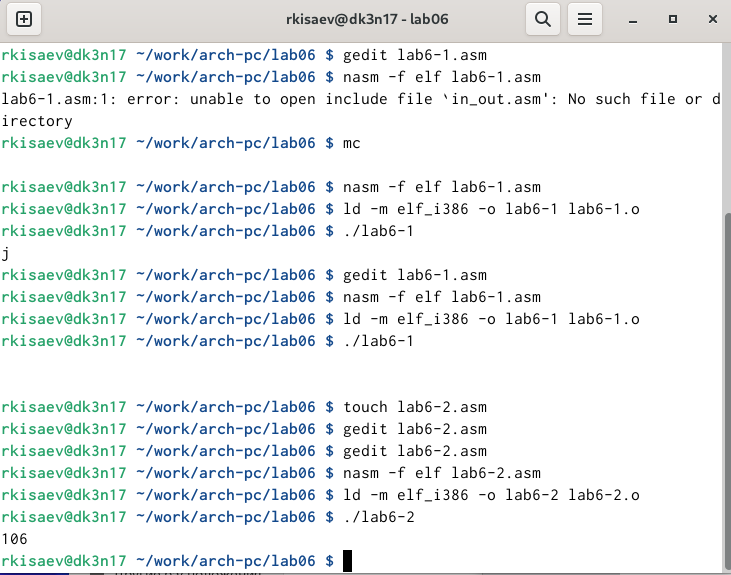 rkisaev@dk3n17 - lab06
rkisaev@dk3n17 ~/work/arch-pc/lab06 $ gedit lab6-1.asm
rkisaev@dk3n17 ~/work/arch-pc/lab06 $ nasm -f elf lab6-1.asm
lab6-1.asm:1: error: unable to open include file `in_out.asm': No such file or d
irectory
rkisaev@dk3n17 ~/work/arch-pc/lab06 $ mc
rkisaev@dk3n17 ~/work/arch-pc/lab06 $ nasm -f elf lab6-1.asm
rkisaev@dk3n17 ~/work/arch-pc/lab06 $ ld -m elf_i386 -o lab6-1 lab6-1.o
rkisaev@dk3n17 ~/work/arch-pc/lab06 $ ./lab6-1
j
rkisaev@dk3n17 ~/work/arch-pc/lab06 $ gedit lab6-1.asm
rkisaev@dk3n17 ~/work/arch-pc/lab06 $ nasm -f elf lab6-1.asm
rkisaev@dk3n17 ~/work/arch-pc/lab06 $ ld -m elf_i386 -o lab6-1 lab6-1.o
rkisaev@dk3n17 ~/work/arch-pc/lab06 $ ./lab6-1
rkisaev@dk3n17 ~/work/arch-pc/lab06 $ touch lab6-2.asm
rkisaev@dk3n17 ~/work/arch-pc/lab06 $ gedit lab6-2.asm
rkisaev@dk3n17 ~/work/arch-pc/lab06 $ gedit lab6-2.asm
rkisaev@dk3n17 ~/work/arch-pc/lab06 $ nasm -f elf lab6-2.asm
rkisaev@dk3n17 ~/work/arch-pc/lab06 $ ld -m elf_i386 -o lab6-2 lab6-2.o
rkisaev@dk3n17 ~/work/arch-pc/lab06 $ ./lab6-2
106
rkisaev@dk3n17 ~/work/arch-pc/lab06 $